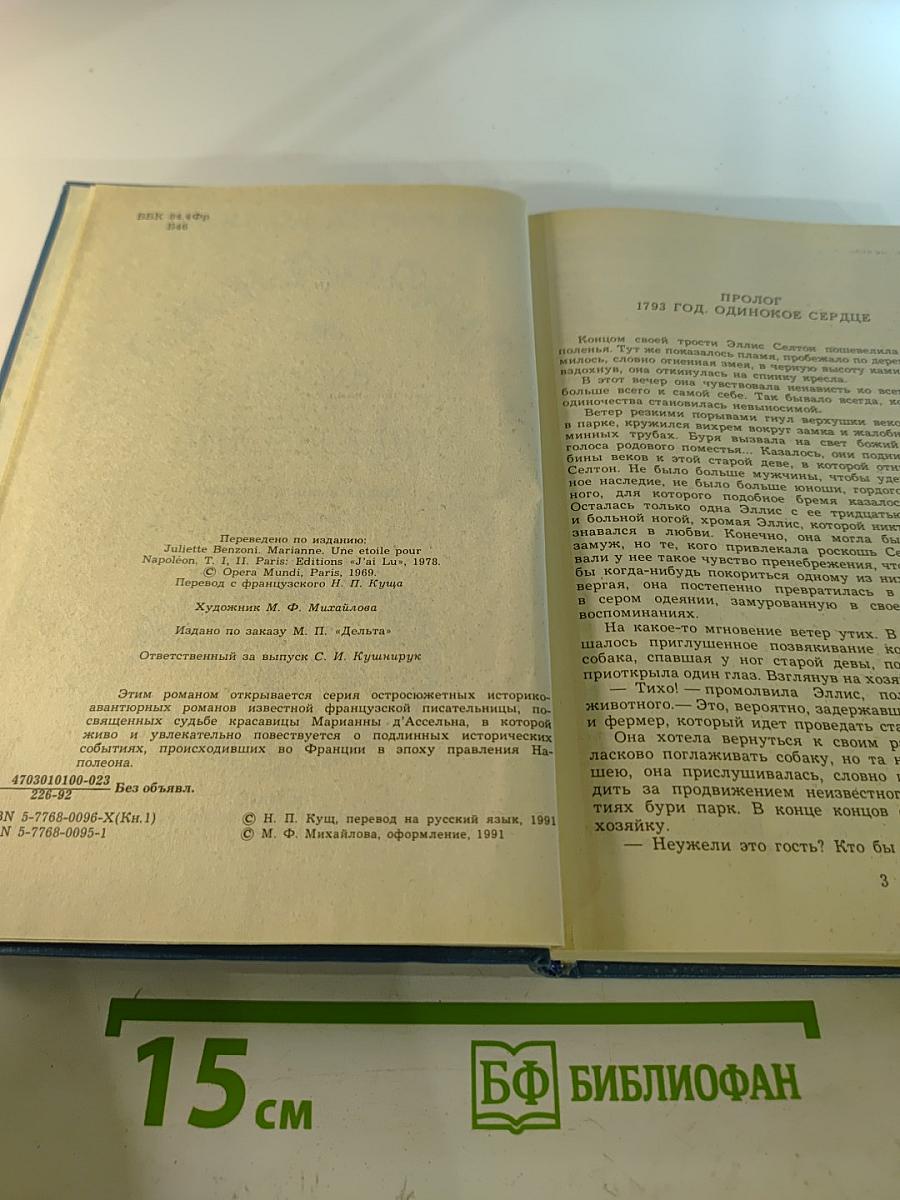 ББК 84.4Фр
Б46
Переведено по изданию:
Juliette Benzoni. Marianne. Une etoile pour
Napoléon. T. I, II. Paris: Editions «J'ai Lu», 1978.
© Opera Mundi, Paris, 1969.
Перевод с французского Н. П. Куща
Художник М. Ф. Михайлова
Издано по заказу М. П. «Дельта»
Ответственный за выпуск С. И. Кушнирук
Этим романом открывается серия остросюжетных историко-
авантюрных романов известной французской писательницы, по-
священных судьбе красавицы Марианны д'Ассельна, в которой
живо и увлекательно повествуется о подлинных исторических
событиях, происходивших во Франции в эпоху правления На-
полеона.
4703010100-023
226-92
Без объявл.
BN 5-7768-0096-X(Кн.1)
N 5-7768-0095-1
© Н. П. Кущ, перевод на русский язык, 1991
© М. Ф. Михайлова, оформление, 1991
ПРОЛОГ
1793 ГОД. ОДИНОКОЕ СЕРДЦЕ
Концом своей трости Эллис Селтон пошевелила
поленья. Тут же показалось пламя, пробежало по дере
милось, словно огненная змея, в черную высоту ками
вздохнув, она откинулась на спинку кресла.
В этот вечер она чувствовала ненависть ко все
больше всего к самой себе. Так бывало всегда, ко
одиночества становилась невыносимой.
Ветер резкими порывами гнул верхушки веко
в парке, кружился вихрем вокруг замка и жалобн
минных трубах. Буря вызвала на свет божий
голоса родового поместья... Казалось, они подни
бины веков к этой старой деве, в которой отн
Селтон. Не было больше мужчины, чтобы уде
ное наследие, не было больше юноши, гордого
ного, для которого подобное бремя казалос
Осталась только одна Эллис с ее тридцатью
и больной ногой, хромая Эллис, которой никт
знавался в любви. Конечно, она могла бы
замуж, но те, кого привлекала роскошь Се
вали у нее такое чувство пренебрежения, что
бы когда-нибудь покориться одному из них
вергая, она постепенно превратилась в
в сером одеянии, замурованную в свое
воспоминаниях.
На какое-то мгновение ветер утих. В
шалось приглушенное позвякивание ко
собака, спавшая у ног старой девы, по
приоткрыла один глаз. Взглянув на хозя
— Тихо! — промолвила Эллис, пол
животного.— Это, вероятно, задержавш
и фермер, который идет проведать ста
Она хотела вернуться к своим р
ласково поглаживать собаку, но та н
шею, она прислушивалась, словно п
дить за продвижением неизвестног
тиях бури парк. В конце концов
хозяйку.
— Неужели это гость? Кто бы
3
15 см
БФ БИБЛИОФАН